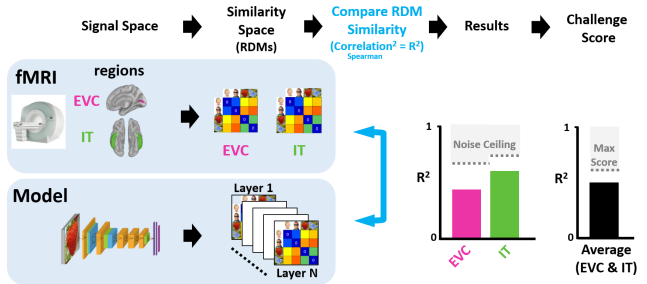 Signal Space
Similarity
Space
(RDMs)
Compare RDM
Similarity
(Correlation² = R²)
Spearman
Results
Challenge
Score
fMRI
regions
EVC
IT
EVC
IT
Model
Layer 1
Layer N
1
Noise Ceiling
R²
0
EVC
IT
1
Max
Score
R²
0
Average
(EVC & IT)